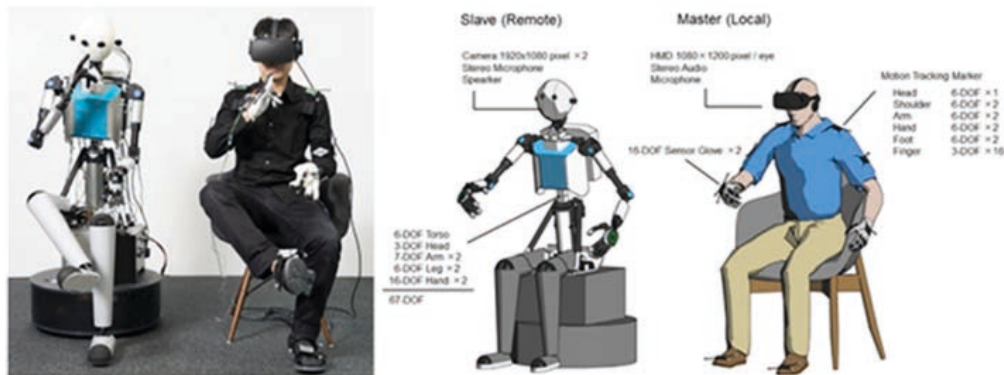 Slave (Remote)
Camera 1920x1080 pixel × 2
Stereo Microphone
Spearker
6-DOF Torso
3-DOF Head
7-DOF Arm × 2
6-DOF Leg × 2
16-DOF Hand × 2
67-DOF
Master (Local)
HMD 1080 × 1200 pixel / eye
Stereo Audio
Microphone
16-DOF Sensor Glove × 2
Motion Tracking Marker
Head 6-DOF × 1
Shoulder 6-DOF × 2
Arm 6-DOF × 2
Hand 6-DOF × 2
Foot 6-DOF × 2
Finger 3-DOF × 16